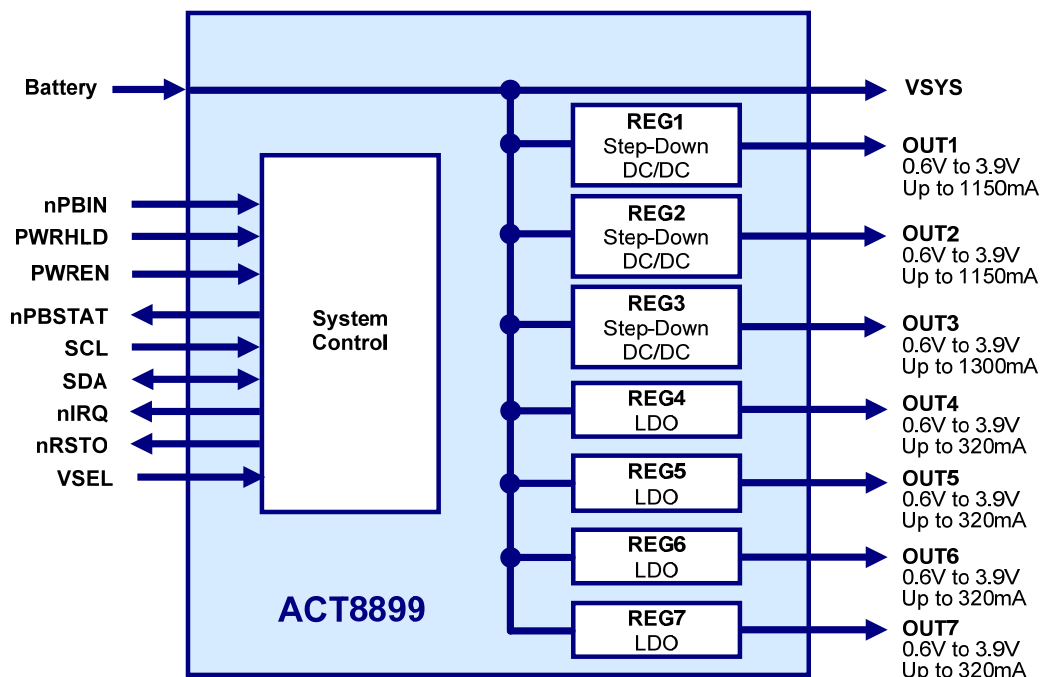 Battery
VSYS
nPBIN
PWRHLD
PWREN
nPBSTAT
SCL
SDA
nIRQ
nRSTO
VSEL
System
Control
ACT8899
REG1
Step-Down
DC/DC
REG2
Step-Down
DC/DC
REG3
Step-Down
DC/DC
REG4
LDO
REG5
LDO
REG6
LDO
REG7
LDO
OUT1
0.6V to 3.9V
Up to 1150mA
OUT2
0.6V to 3.9V
Up to 1150mA
OUT3
0.6V to 3.9V
Up to 1300mA
OUT4
0.6V to 3.9V
Up to 320mA
OUT5
0.6V to 3.9V
Up to 320mA
OUT6
0.6V to 3.9V
Up to 320mA
OUT7
0.6V to 3.9V
Up to 320mA